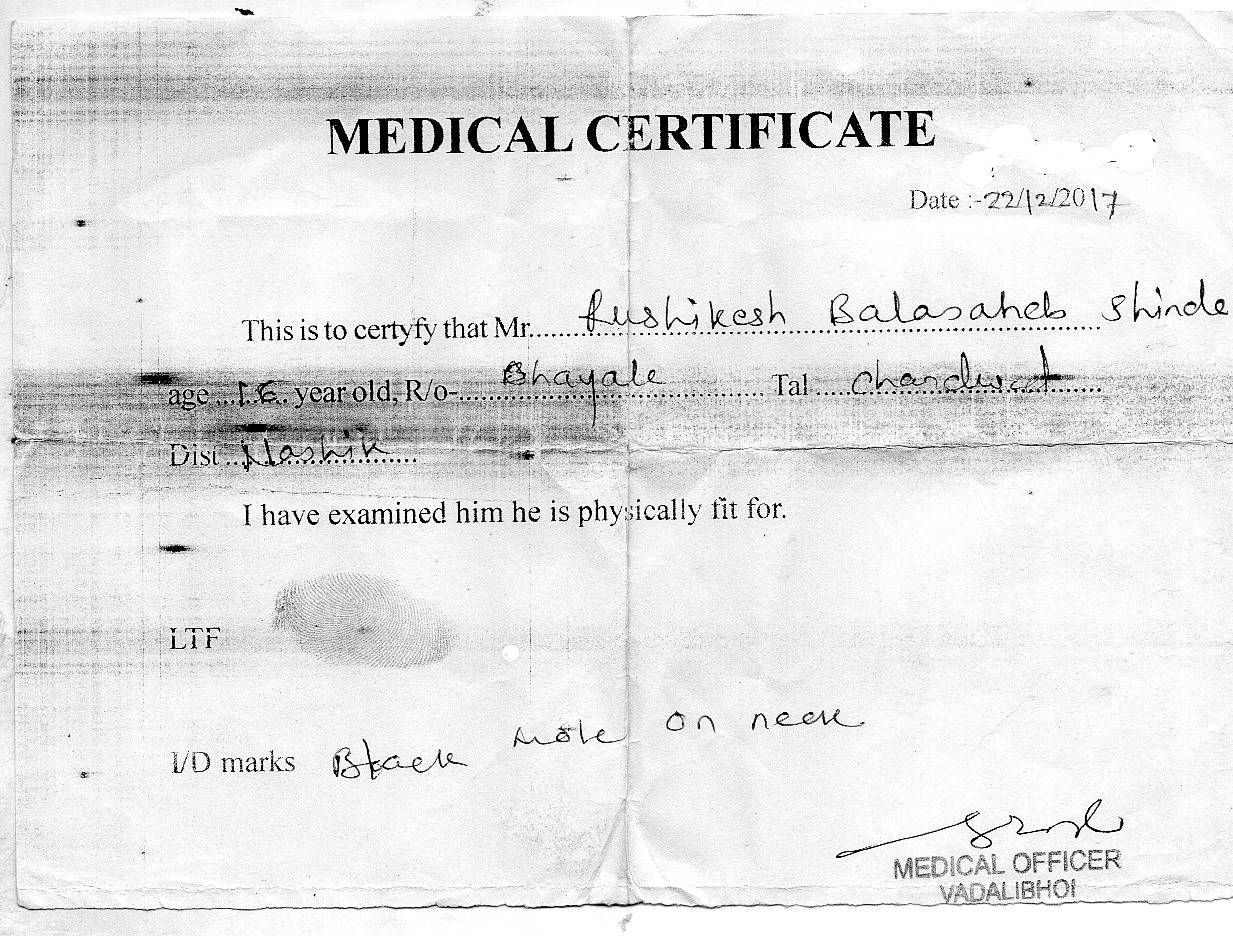 MEDICAL CERTIFICATE
Date :-22/12/2017
This is to certyfy that Mr. Rushikesh Balasaheb Shinde
age ...16.. year old, R/o- Bhayale Tal ..... Chandwad
Dist .. Nashik
I have examined him he is physically fit for.
LTF
I/D marks Black mole on neck
MEDICAL OFFICER
VADALIBHOI